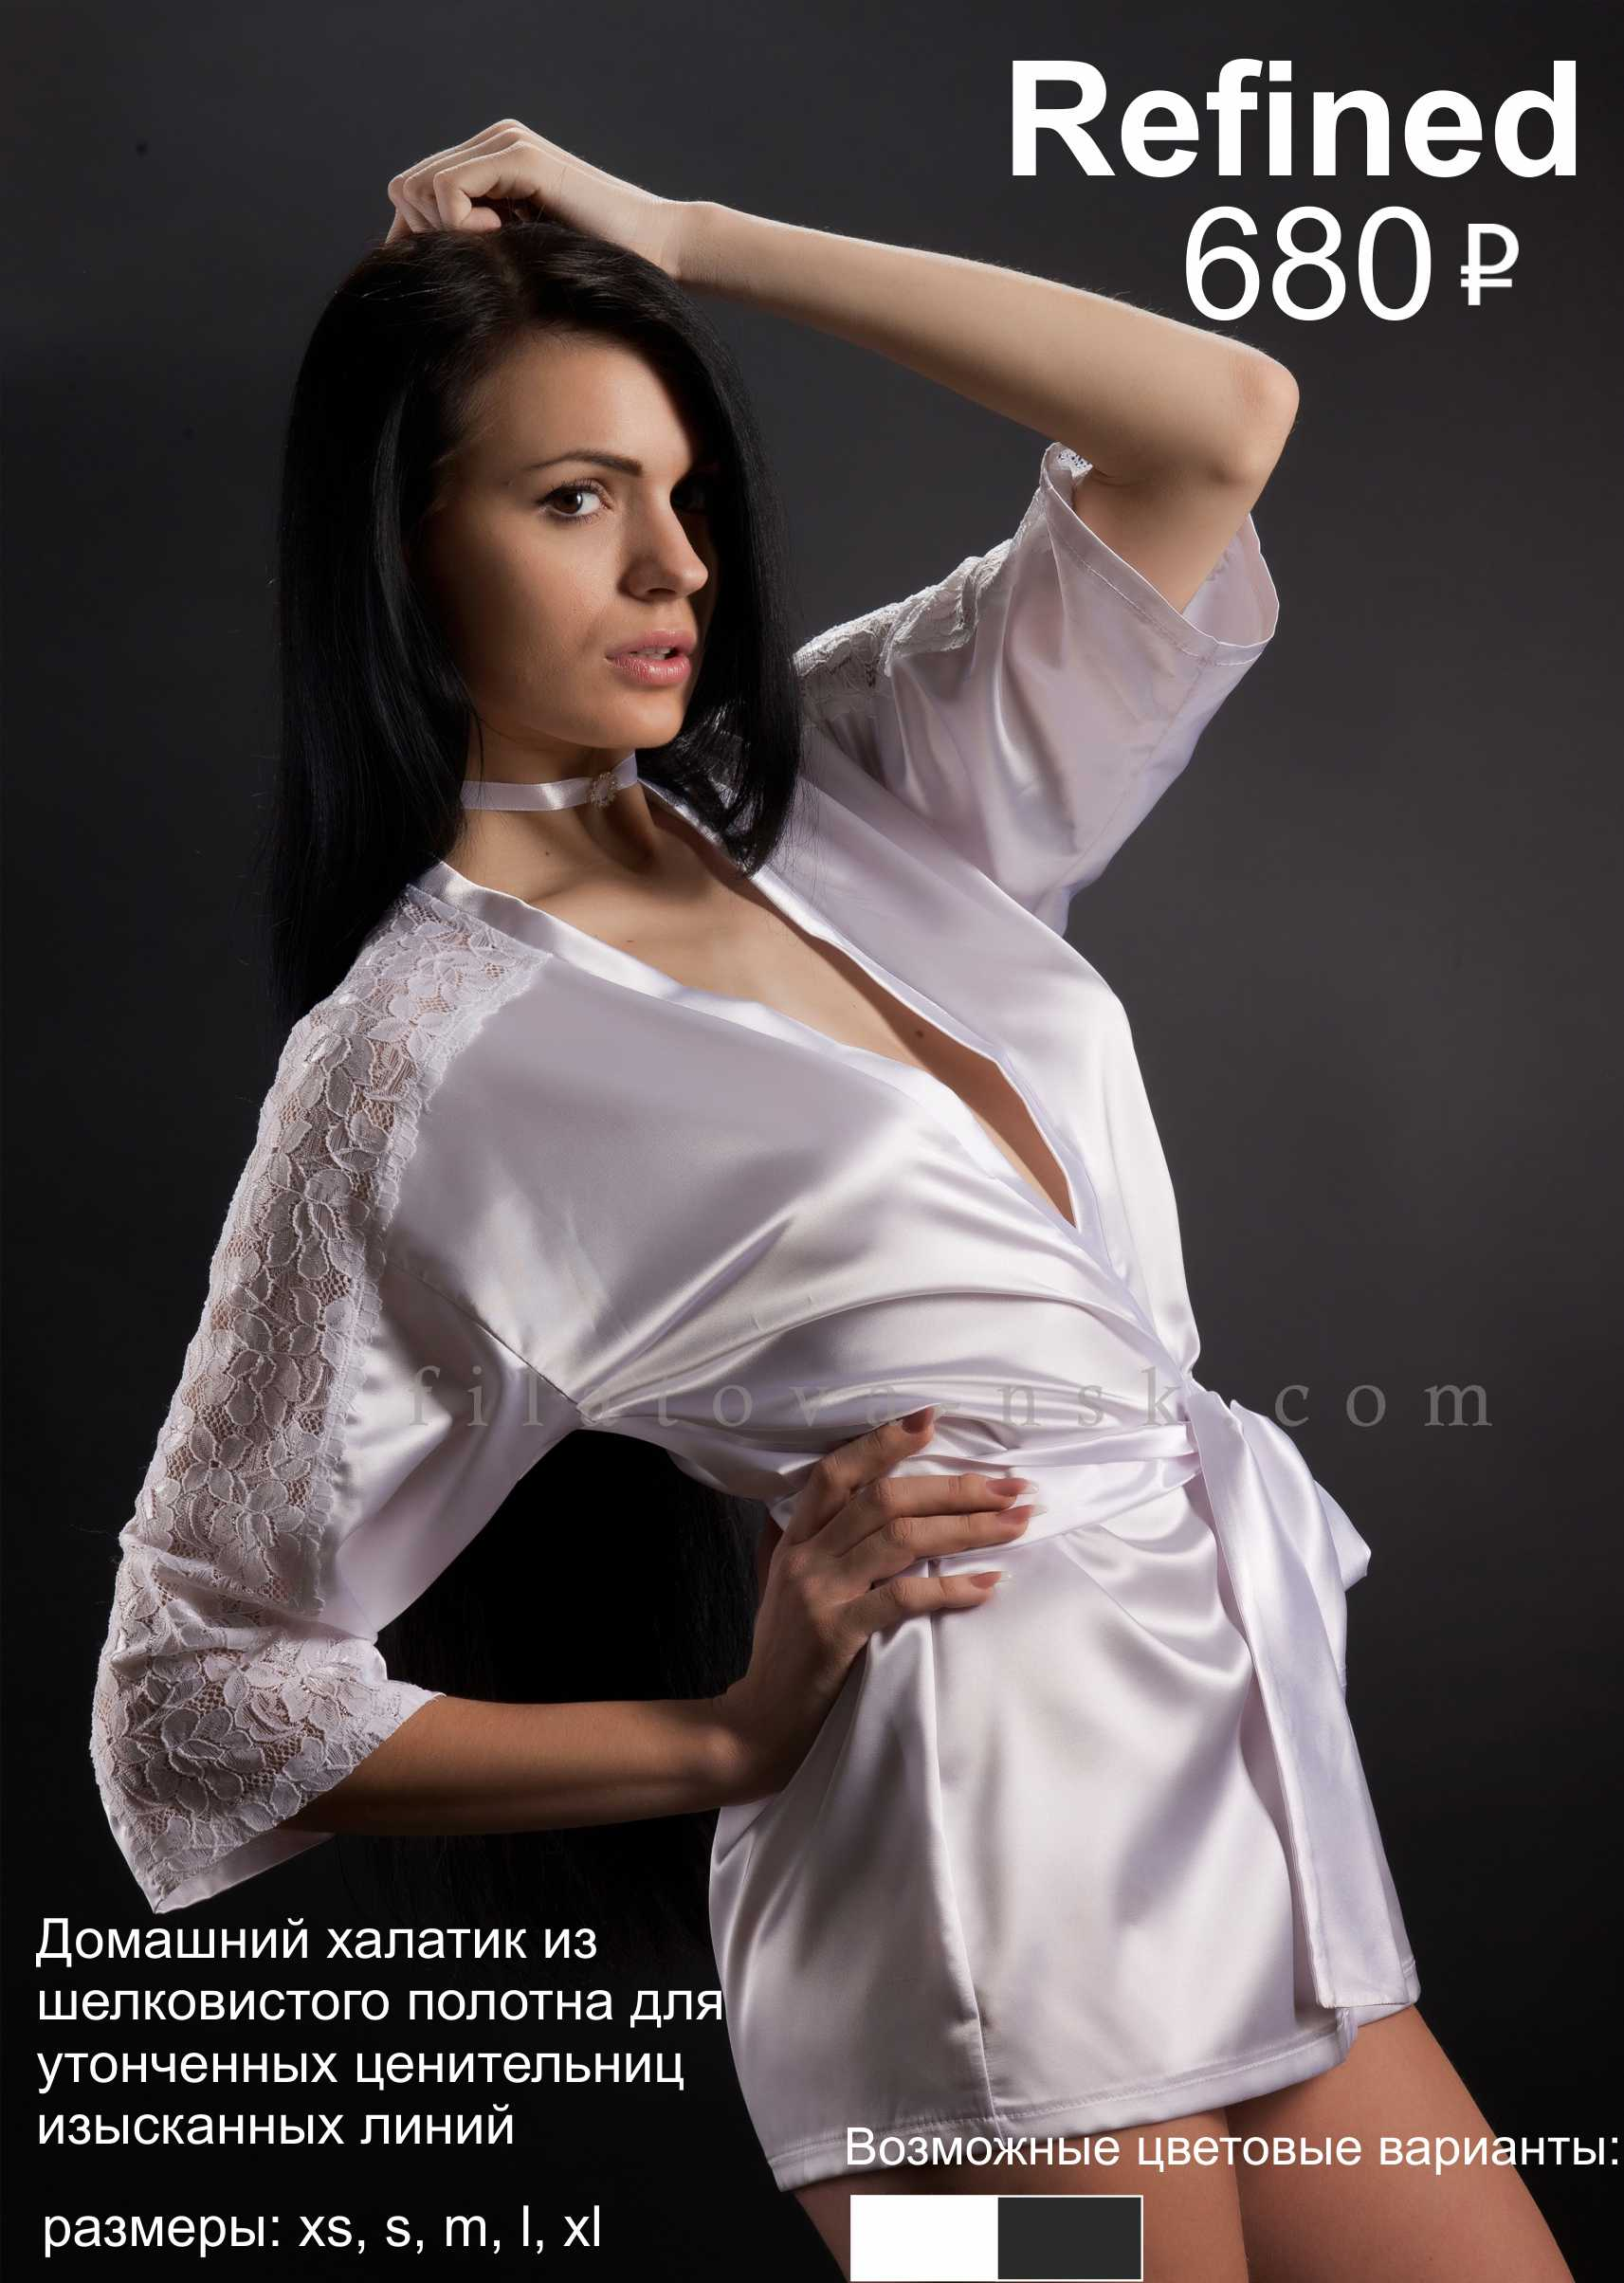 Refined
680 ₽
filatova-nsk.com
Домашний халатик из
шелковистого полотна для
утонченных ценительниц
изысканных линий
Возможные цветовые варианты:
размеры: xs, s, m, l, xl